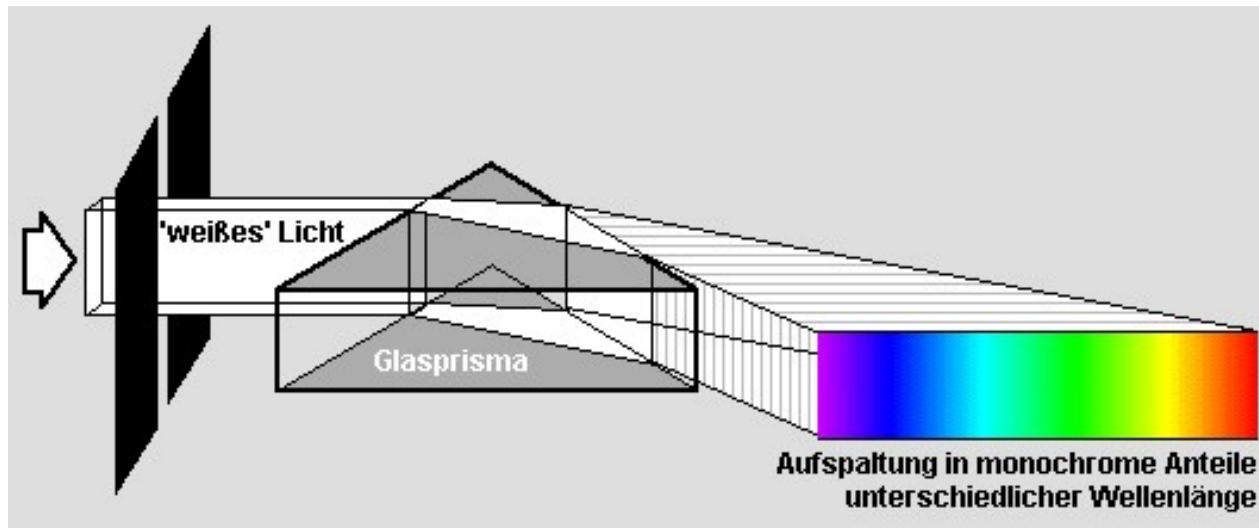 'weißes' Licht
Glasprisma
Aufspaltung in monochrome Anteile
unterschiedlicher Wellenlänge